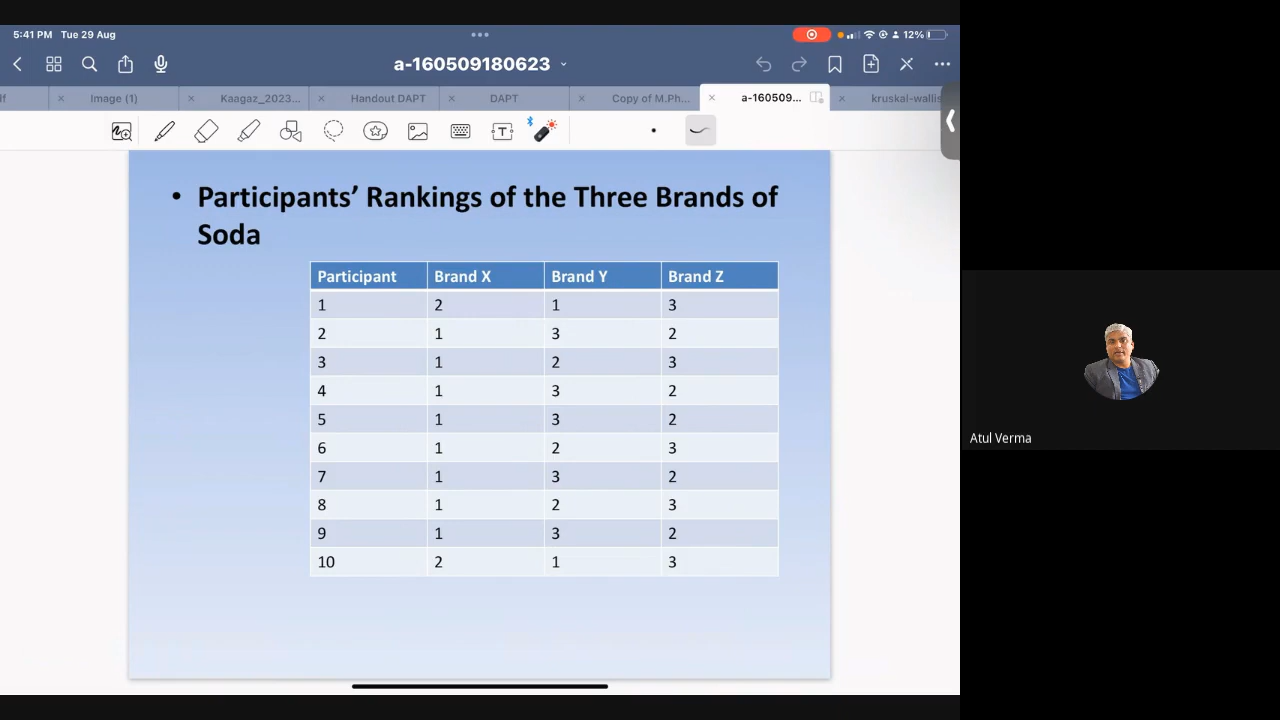 5:41 PM Tue 29 Aug
12%
a-160509180623
lf
Image (1)
Kaagaz_2023...
Handout DAPT
DAPT
Copy of M.Ph...
a-160509...
kruskal-wallis
• Participants’ Rankings of the Three Brands of
Soda
Participant Brand X Brand Y Brand Z
1 2 1 3
2 1 3 2
3 1 2 3
4 1 3 2
5 1 3 2
6 1 2 3
7 1 3 2
8 1 2 3
9 1 3 2
10 2 1 3
Atul Verma